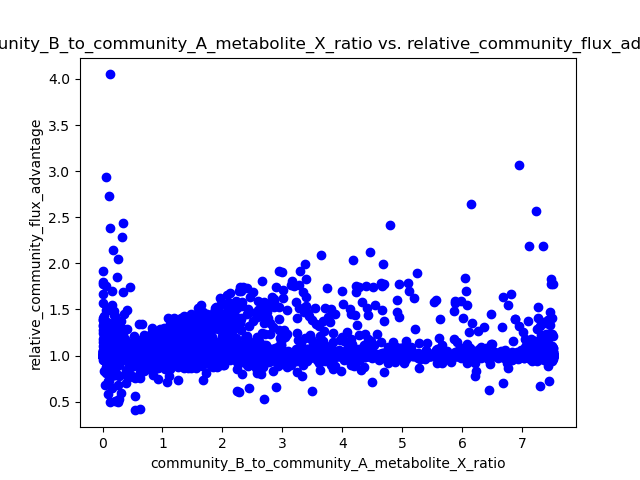 unity_B_to_community_A_metabolite_X_ratio vs. relative_community_flux_ad
4.0
3.5
3.0
2.5
2.0
1.5
1.0
0.5
relative_community_flux_advantage
0 1 2 3 4 5 6 7
community_B_to_community_A_metabolite_X_ratio